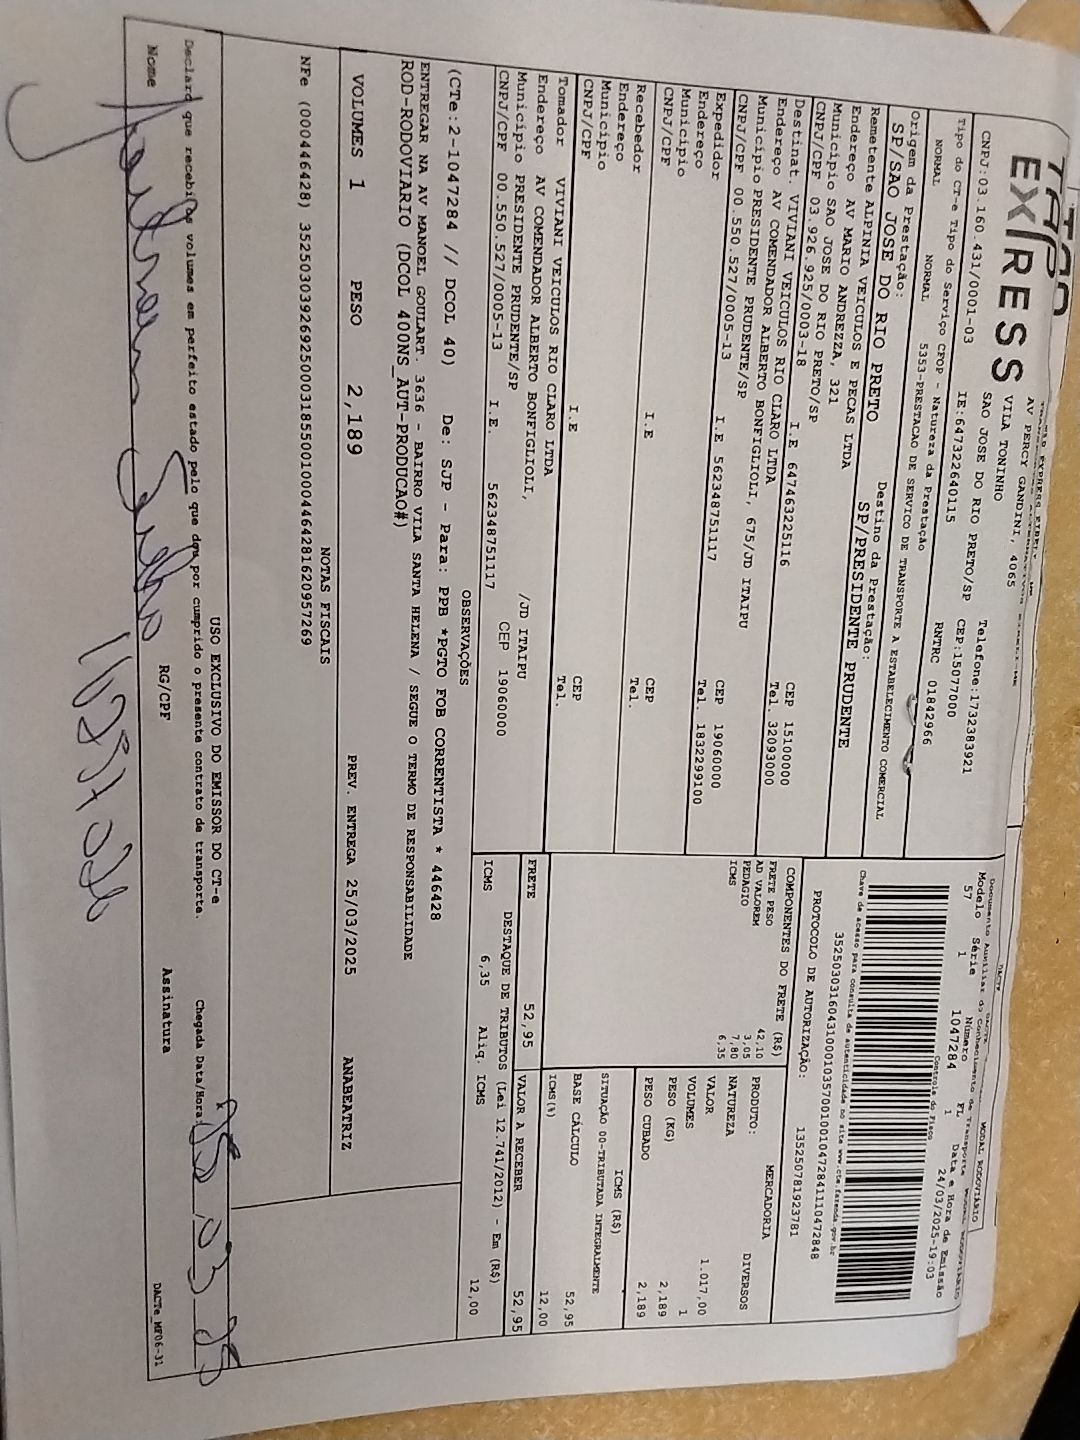 EXPRESS
AV PERCY GANDINI, 4065
VILA TONINHO
SAO JOSE DO RIO PRETO/SP
Telefone:1732383921
CNPJ:03.160.431/0001-03 IE:647322640115 CEP:15077000
Tipo do CT-e Tipo do Serviço CFOP - Natureza da Prestação RNTRC 01842966
NORMAL NORMAL 5353-PRESTACAO DE SERVICO DE TRANSPORTE A ESTABELECIMENTO COMERCIAL
MODAL RODOVIÁRIO
Modelo Série Número FL Data e Hora de Emissão
57 1 1047284 1 24/03/2025-19:03
Controle do Fisco
Chave de acesso para consulta de autenticidade no site www.cte.fazenda.gov.br
PROTOCOLO DE AUTORIZAÇÃO: 135250781923781
Origem da Prestação: Destino da Prestação:
SP/SAO JOSE DO RIO PRETO SP/PRESIDENTE PRUDENTE
Remetente ALPINIA VEICULOS E PECAS LTDA
Endereço AV MARIO ANDREZZA, 321
Município SAO JOSE DO RIO PRETO/SP CEP 15100000
CNPJ/CPF 03.926.925/0003-18 I.E 647463225116 Tel. 32093000
Destinat. VIVIANI VEICULOS RIO CLARO LTDA
Endereço AV COMENDADOR ALBERTO BONFIGLIOLI, 675/JD ITAIPU
Município PRESIDENTE PRUDENTE/SP CEP 19060000
CNPJ/CPF 00.550.527/0005-13 I.E 562348751117 Tel. 1832299100
Expedidor
Endereço
Município CEP
CNPJ/CPF I.E Tel.
Recebedor
Endereço
Município CEP
CNPJ/CPF I.E Tel.
Tomador VIVIANI VEICULOS RIO CLARO LTDA
Endereço AV COMENDADOR ALBERTO BONFIGLIOLI, /JD ITAIPU
Município PRESIDENTE PRUDENTE/SP CEP 19060000
CNPJ/CPF 00.550.527/0005-13 I.E. 562348751117
COMPONENTES DO FRETE (R$)
FRETE PESO 42,10
AD VALOREM 3,05
PEDAGIO 7,80
ICMS 6,35
PRODUTO: MERCADORIA
NATUREZA DIVERSOS
VALOR 1.017,00
VOLUMES 1
PESO (KG) 2,189
PESO CUBADO 2,189
ICMS (R$)
SITUAÇÃO 00-TRIBUTADA INTEGRALMENTE
BASE CÁLCULO 52,95
ICMS(%) 12,00
FRETE 52,95 VALOR A RECEBER 52,95
DESTAQUE DE TRIBUTOS (Lei 12.741/2012) - Em (R$)
ICMS 6,35 Aliq. ICMS 12,00
OBSERVAÇÕES
(CTe:2-1047284 // DCOL 40) De: SJP - Para: PPB *PGTO FOB CORRENTISTA * 446428
ENTREGAR NA AV MANOEL GOULART. 3636 - BAIRRO VILA SANTA HELENA / SEGUE O TERMO DE RESPONSABILIDADE
ROD-RODOVIARIO (DCOL 400NS_AUT-PRODUCAO#)
VOLUMES 1 PESO 2,189 PREV. ENTREGA 25/03/2025 ANABEATRIZ
NOTAS FISCAIS
NFe (000446428) 35250303926925000318550010004464281620957269
USO EXCLUSIVO DO EMISSOR DO CT-e
Declaro que recebi os volumes em perfeito estado pelo que dou por cumprido o presente contrato de transporte. Chegada Data/Hora 25 03 25
Nome RG/CPF Assinatura
DACTe_MF06-31